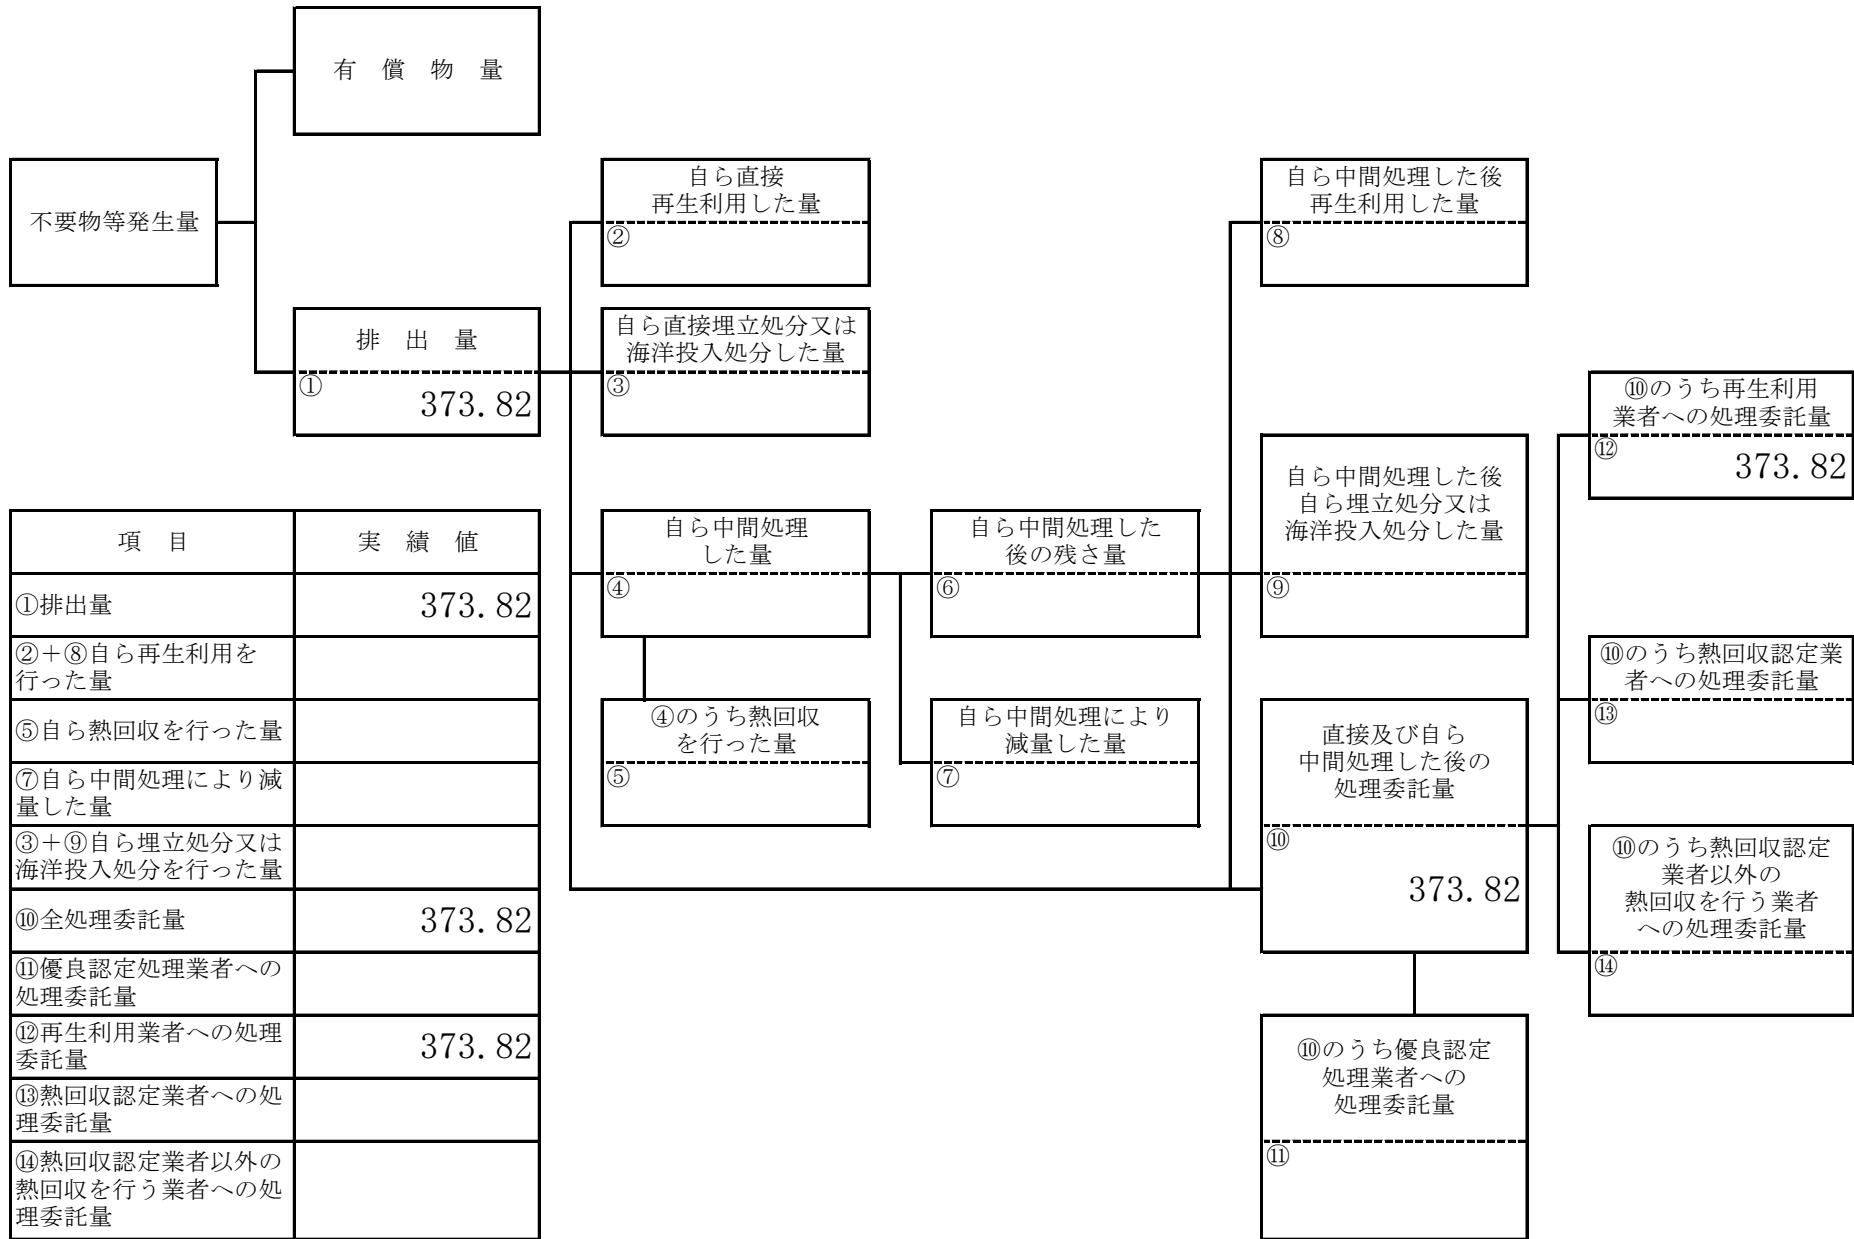 有 償 物 量
不要物等発生量
排 出 量
①
373.82
自ら直接
再生利用した量
②
自ら直接埋立処分又は
海洋投入処分した量
③
自ら中間処理
した量
④
④のうち熱回収
を行った量
⑤
自ら中間処理した
後の残さ量
⑥
自ら中間処理により
減量した量
⑦
自ら中間処理した後
再生利用した量
⑧
自ら中間処理した後
自ら埋立処分又は
海洋投入処分した量
⑨
直接及び自ら
中間処理した後の
処理委託量
⑩
373.82
⑩のうち優良認定
処理業者への
処理委託量
⑪
⑩のうち再生利用
業者への処理委託量
⑫
373.82
⑩のうち熱回収認定業
者への処理委託量
⑬
⑩のうち熱回収認定
業者以外の
熱回収を行う業者
への処理委託量
⑭
項 目 実 績 値
①排出量 373.82
②＋⑧自ら再生利用を
行った量
⑤自ら熱回収を行った量
⑦自ら中間処理により減
量した量
③＋⑨自ら埋立処分又は
海洋投入処分を行った量
⑩全処理委託量 373.82
⑪優良認定処理業者への
処理委託量
⑫再生利用業者への処理
委託量
373.82
⑬熱回収認定業者への処
理委託量
⑭熱回収認定業者以外の
熱回収を行う業者への処
理委託量